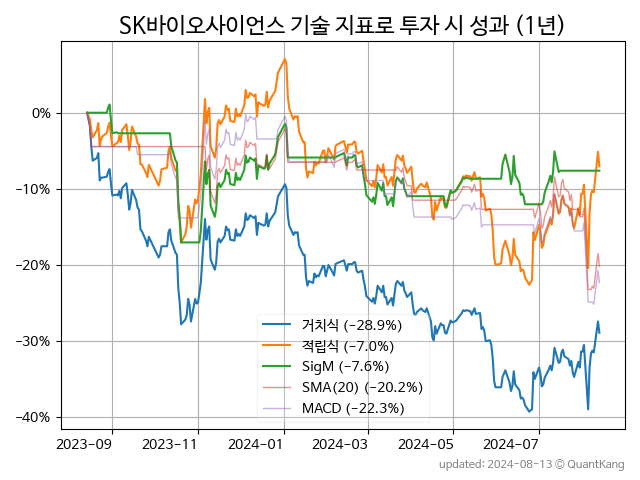 SK바이오사이언스 기술 지표로 투자 시 성과 (1년)
0%
−10%
−20%
−30%
−40%
거치식 (−28.9%)
적립식 (−7.0%)
SigM (−7.6%)
SMA(20) (−20.2%)
MACD (−22.3%)
2023-09 2023-11 2024-01 2024-03 2024-05 2024-07
updated: 2024-08-13 © QuantKang